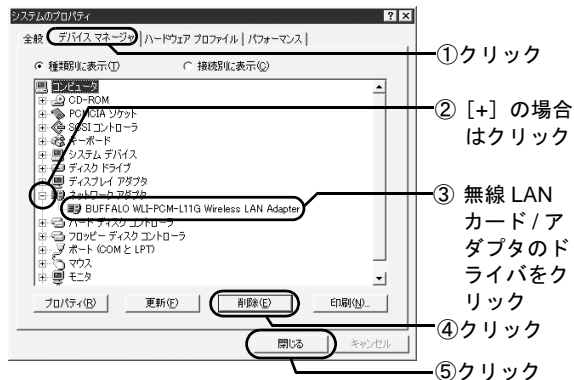 システムのプロパティ
全般
デバイス マネージャ
ハードウェア プロファイル
パフォーマンス
種類別に表示(T)
接続別に表示(C)
コンピュータ
CD-ROM
PCMCIA ソケット
SCSI コントローラ
キーボード
システム デバイス
ディスク ドライブ
ディスプレイ アダプタ
ネットワーク アダプタ
BUFFALO WLI-PCM-L11G Wireless LAN Adapter
ハード ディスク コントローラ
フロッピー ディスク コントローラ
ポート (COM と LPT)
マウス
モニタ
プロパティ(R)
更新(F)
削除(E)
印刷(N)...
閉じる
キャンセル
①クリック
② [+] の場合
はクリック
③ 無線 LAN
カード / ア
ダプタのド
ライバをク
リック
④クリック
⑤クリック